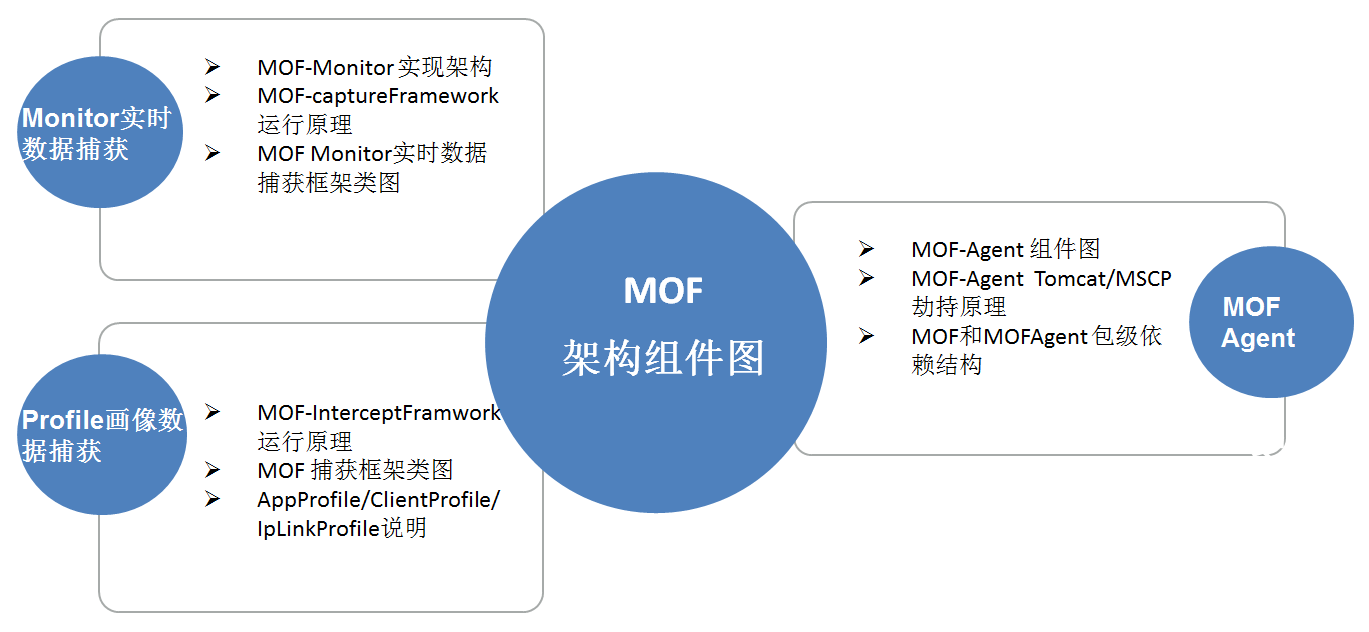 Monitor实时
数据捕获
MOF-Monitor 实现架构
MOF-captureFramework
运行原理
MOF Monitor实时数据
捕获框架类图
Profile画像数
据捕获
MOF-InterceptFramwork
运行原理
MOF 捕获框架类图
AppProfile/ClientProfile/
IpLinkProfile说明
MOF
架构组件图
MOF-Agent 组件图
MOF-Agent Tomcat/MSCP
劫持原理
MOF和MOFAgent 包级依
赖结构
MOF
Agent